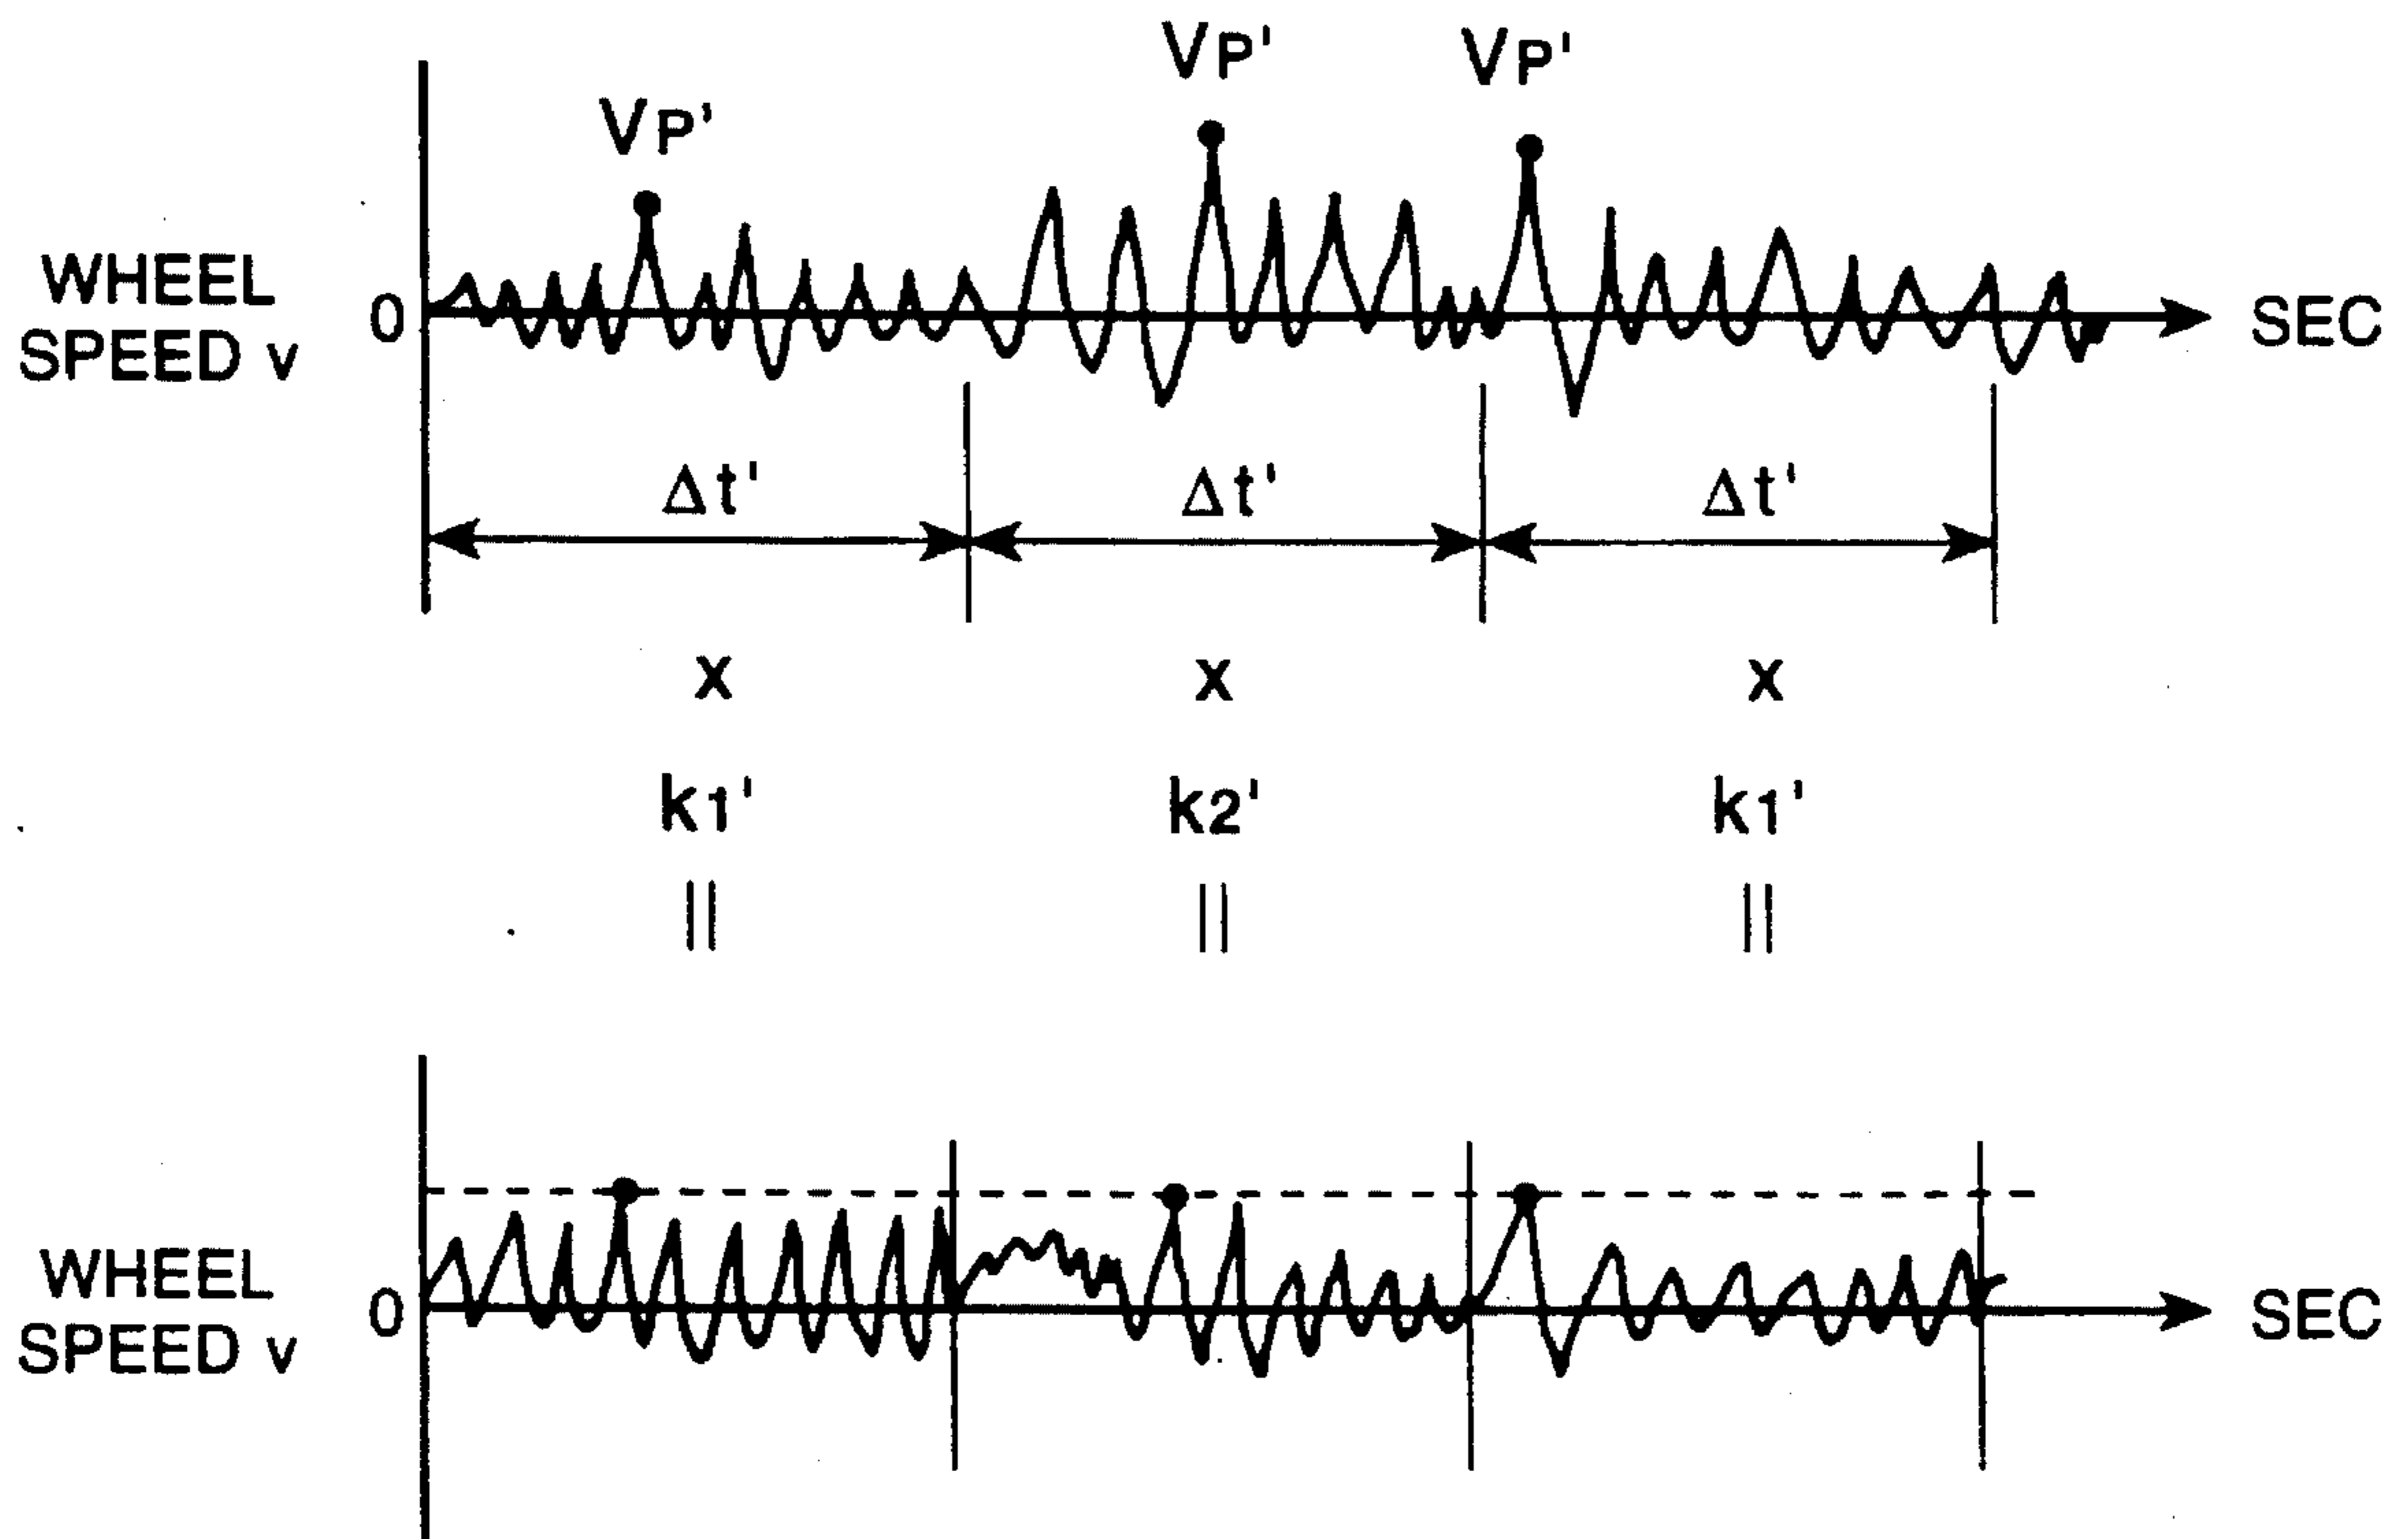 VP' VP'
VP'
WHEEL
SPEED v
0
SEC
Δt' Δt' Δt'
x x x
k1' k2' k1'
|| || ||
WHEEL
SPEED v
0
SEC